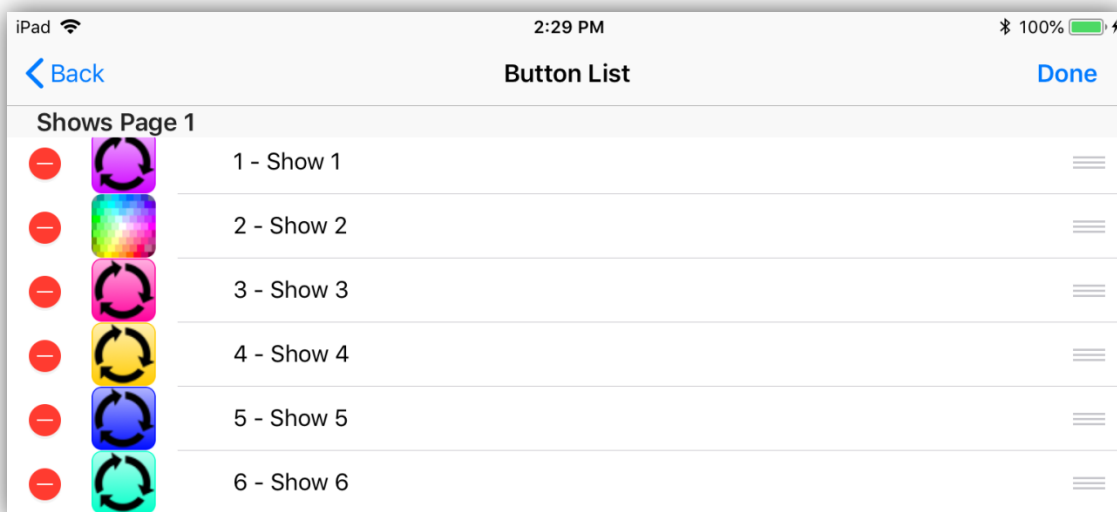 iPad 2:29 PM 100%
Back Button List Done
Shows Page 1
1 - Show 1
2 - Show 2
3 - Show 3
4 - Show 4
5 - Show 5
6 - Show 6